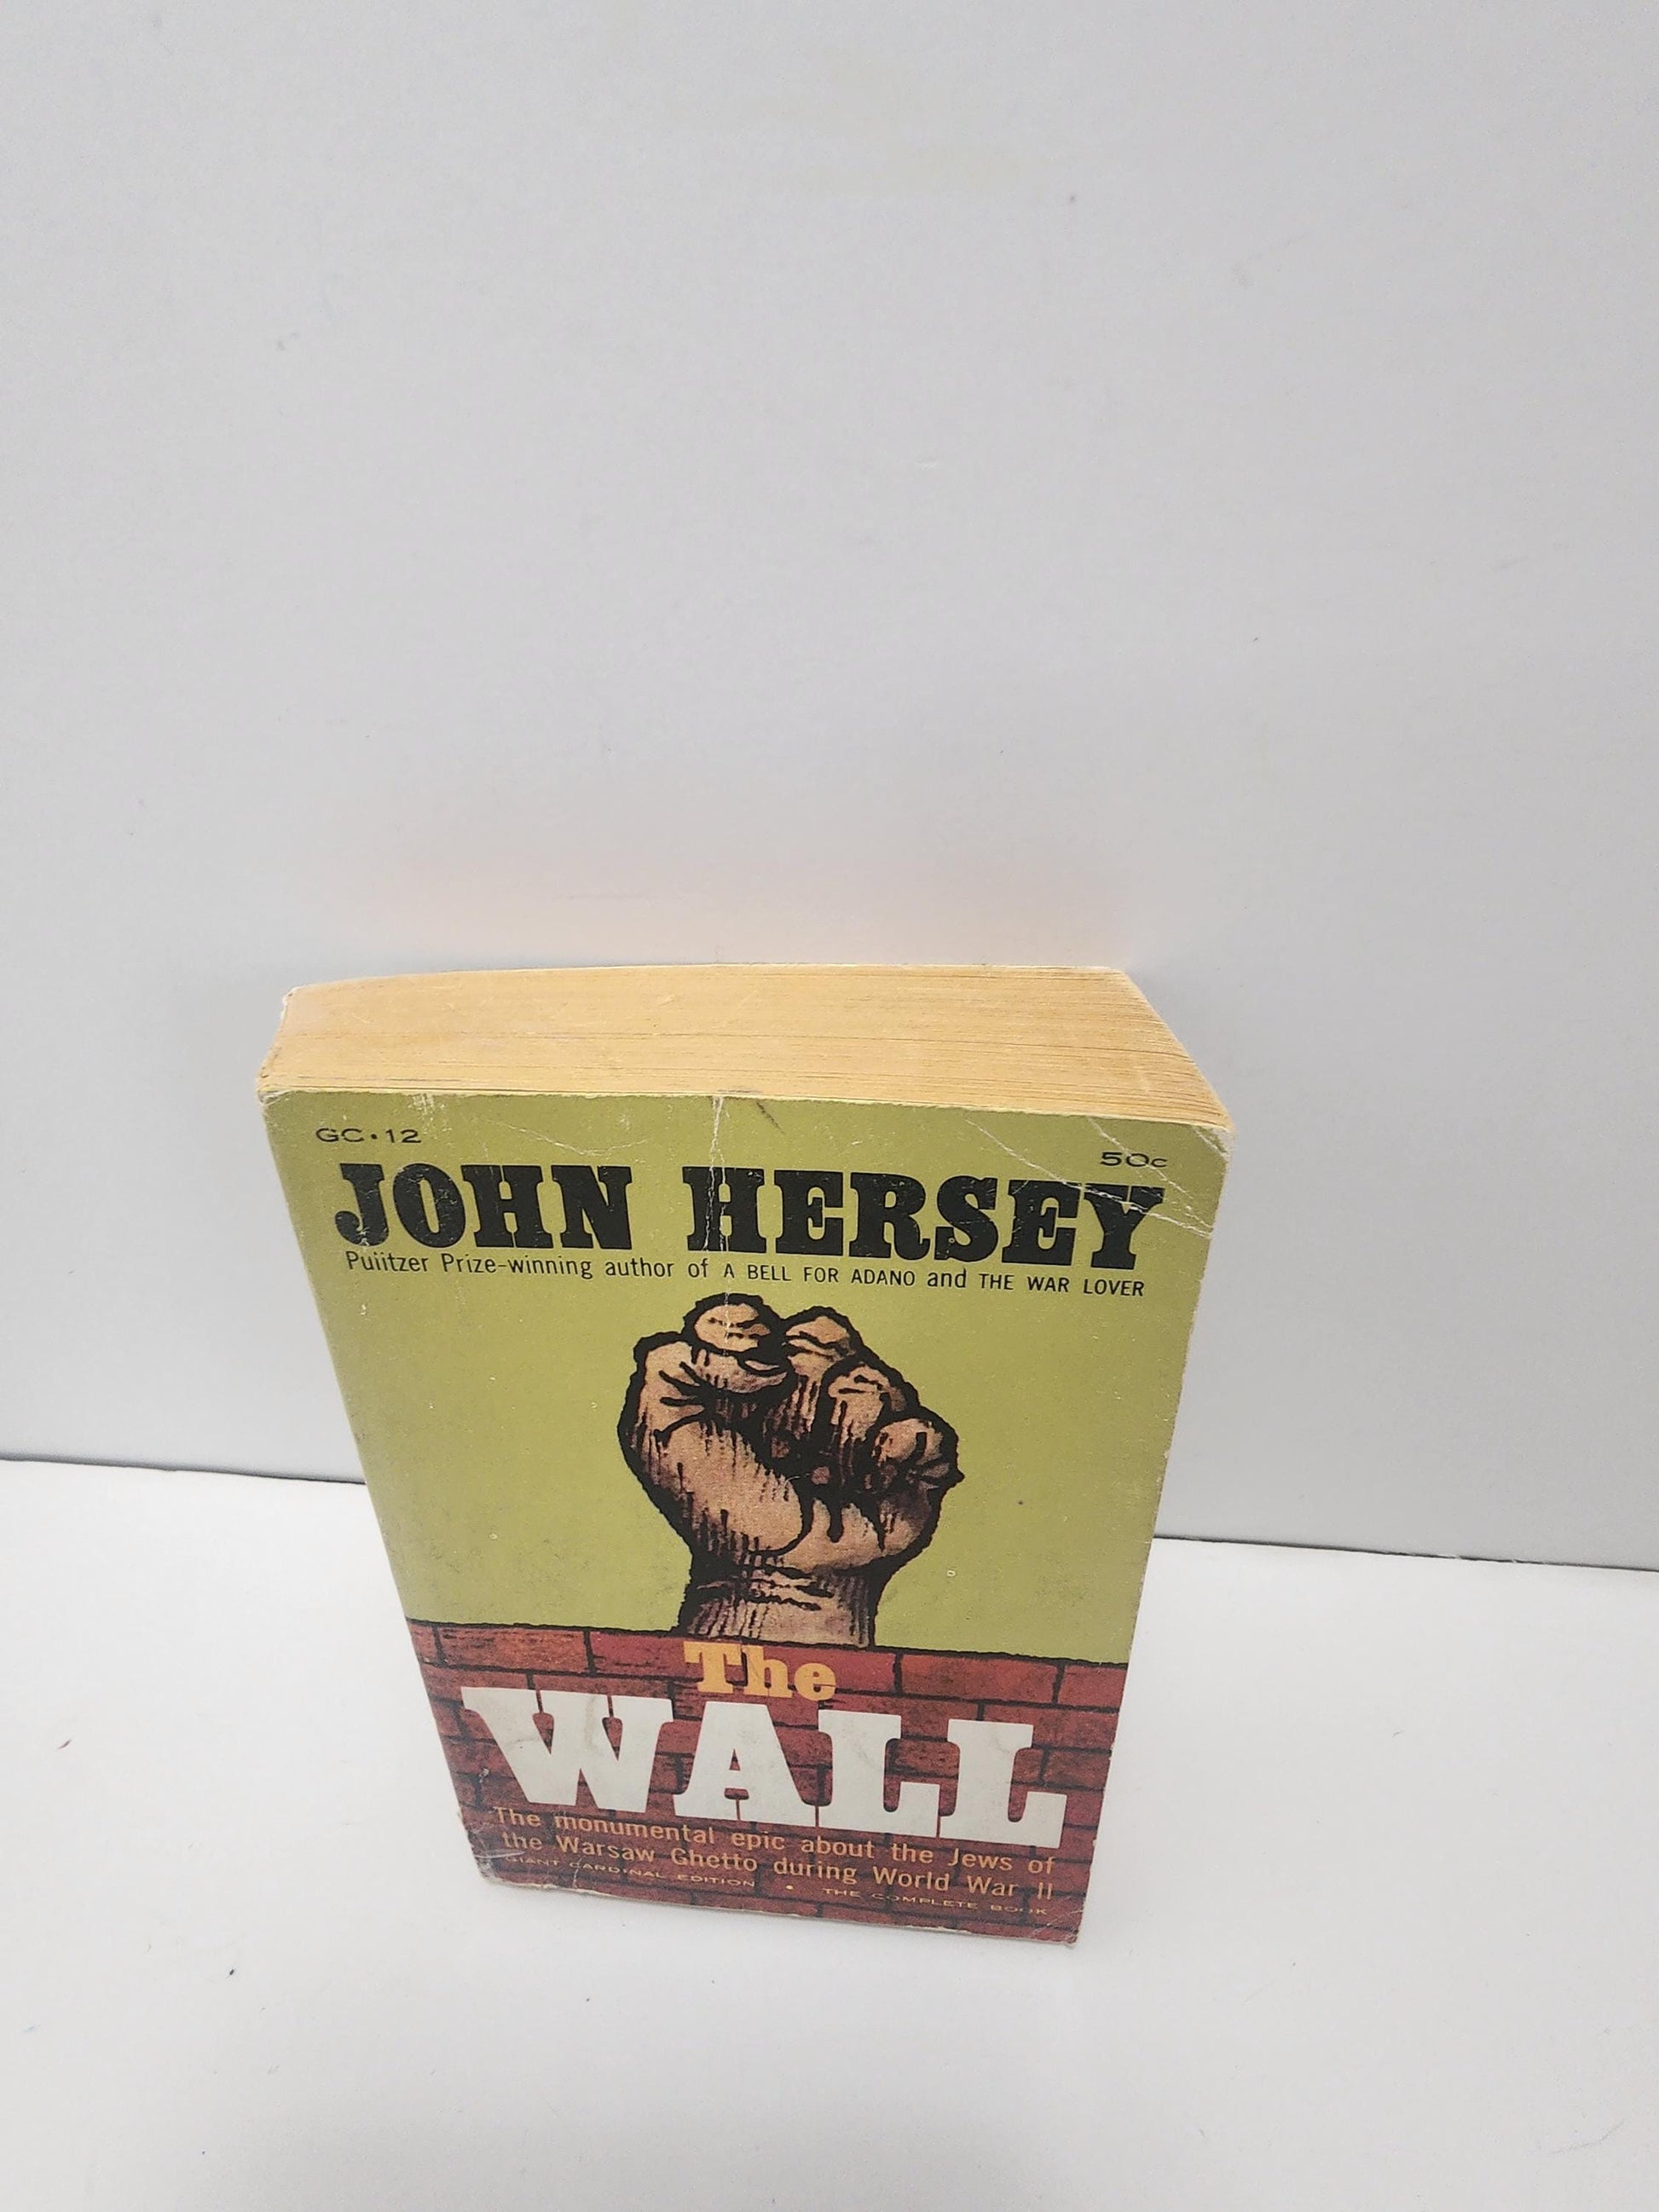 GC·12
50c
JOHN HERSEY
Pulitzer Prize-winning author of A BELL FOR ADANO and THE WAR LOVER
The
WALL
The monumental epic about the Jews of
the Warsaw Ghetto during World War II
GIANT CARDINAL EDITION • THE COMPLETE BOOK